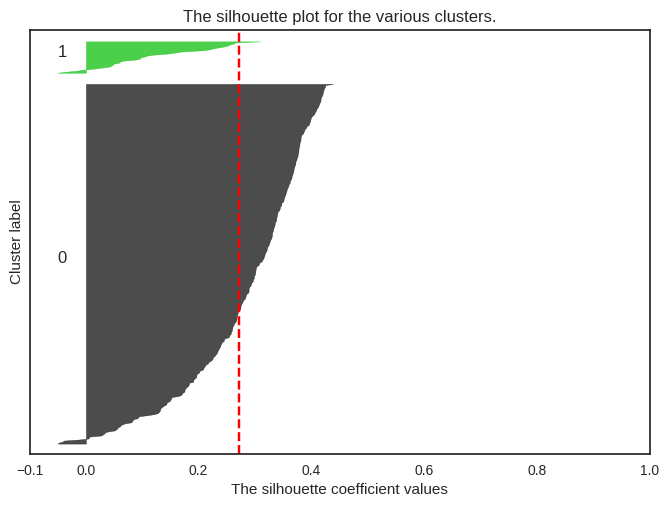 The silhouette plot for the various clusters.
1
0
Cluster label
−0.1 0.0 0.2 0.4 0.6 0.8 1.0
The silhouette coefficient values